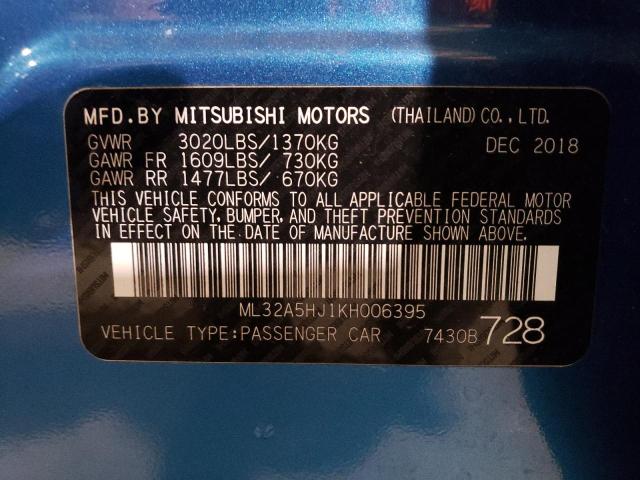 MFD.BY MITSUBISHI MOTORS (THAILAND) CO., LTD.
GVWR 3020LBS/1370KG DEC 2018
GAWR FR 1609LBS/ 730KG
GAWR RR 1477LBS/ 670KG
THIS VEHICLE CONFORMS TO ALL APPLICABLE FEDERAL MOTOR
VEHICLE SAFETY, BUMPER, AND THEFT PREVENTION STANDARDS
IN EFFECT ON THE DATE OF MANUFACTURE SHOWN ABOVE.
ML32A5HJ1KH006395
VEHICLE TYPE:PASSENGER CAR 7430B 728